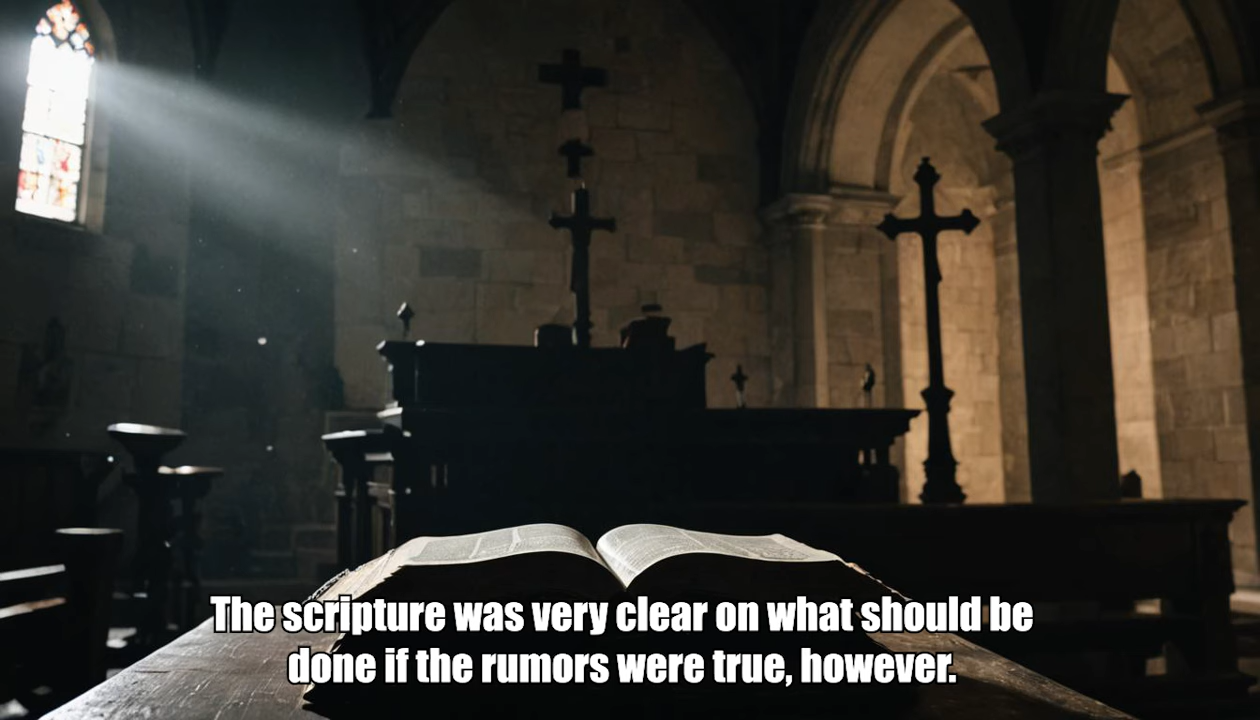 The scripture was very clear on what should be
done if the rumors were true, however.